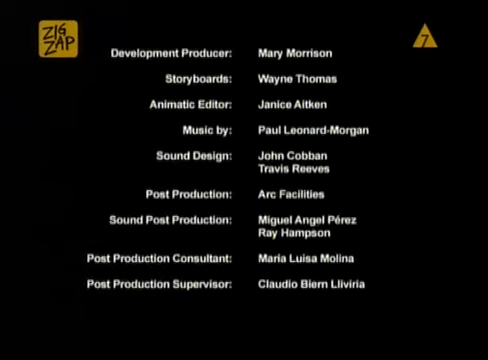 ZIG
ZAP
7
Development Producer: Mary Morrison
Storyboards: Wayne Thomas
Animatic Editor: Janice Aitken
Music by: Paul Leonard-Morgan
Sound Design: John Cobban
Travis Reeves
Post Production: Arc Facilities
Sound Post Production: Miguel Angel Pérez
Ray Hampson
Post Production Consultant: Maria Luisa Molina
Post Production Supervisor: Claudio Biern Lliviria